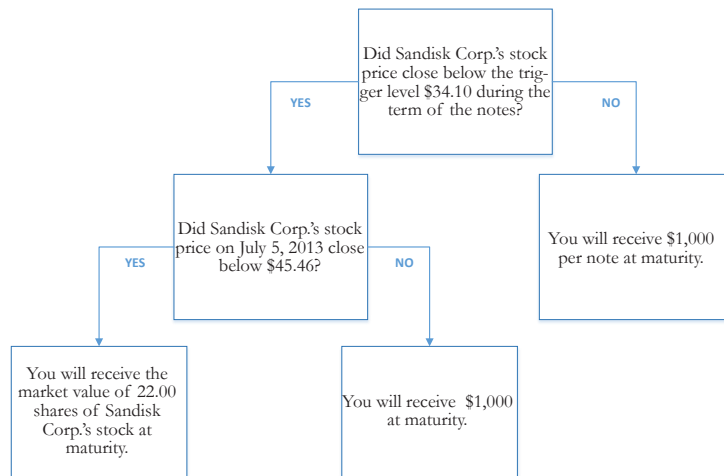 Did Sandisk Corp.'s stock
price close below the trig-
ger level $34.10 during the
term of the notes?
YES
NO
Did Sandisk Corp.'s stock
price on July 5, 2013 close
below $45.46?
You will receive $1,000
per note at maturity.
YES
NO
You will receive the
market value of 22.00
shares of Sandisk
Corp.'s stock at
maturity.
You will receive $1,000
at maturity.